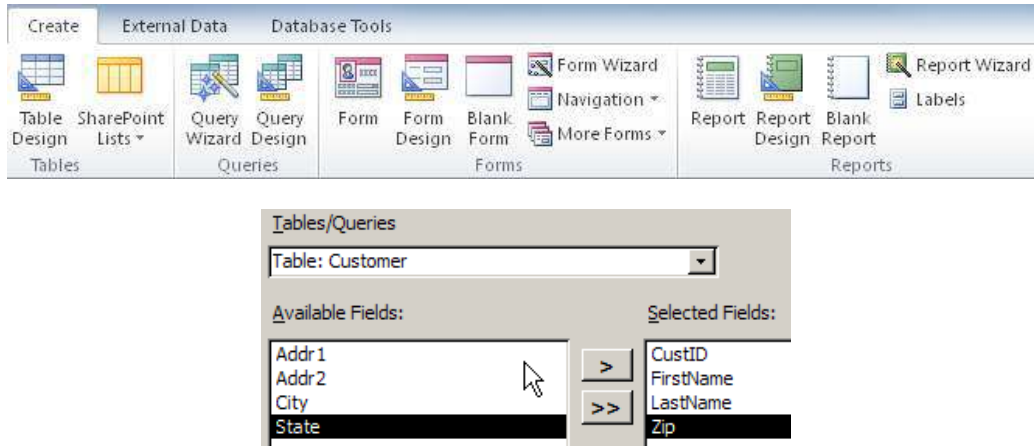 Create External Data Database Tools
Table Design
SharePoint Lists
Query Wizard
Query Design
Form
Form Design
Blank Form
Form Wizard
Navigation
More Forms
Report
Report Design
Blank Report
Report Wizard
Labels
Tables Queries Forms Reports
Tables/Queries
Table: Customer
Available Fields: Selected Fields:
Addr1 > CustID
Addr2 FirstName
City >> LastName
State Zip